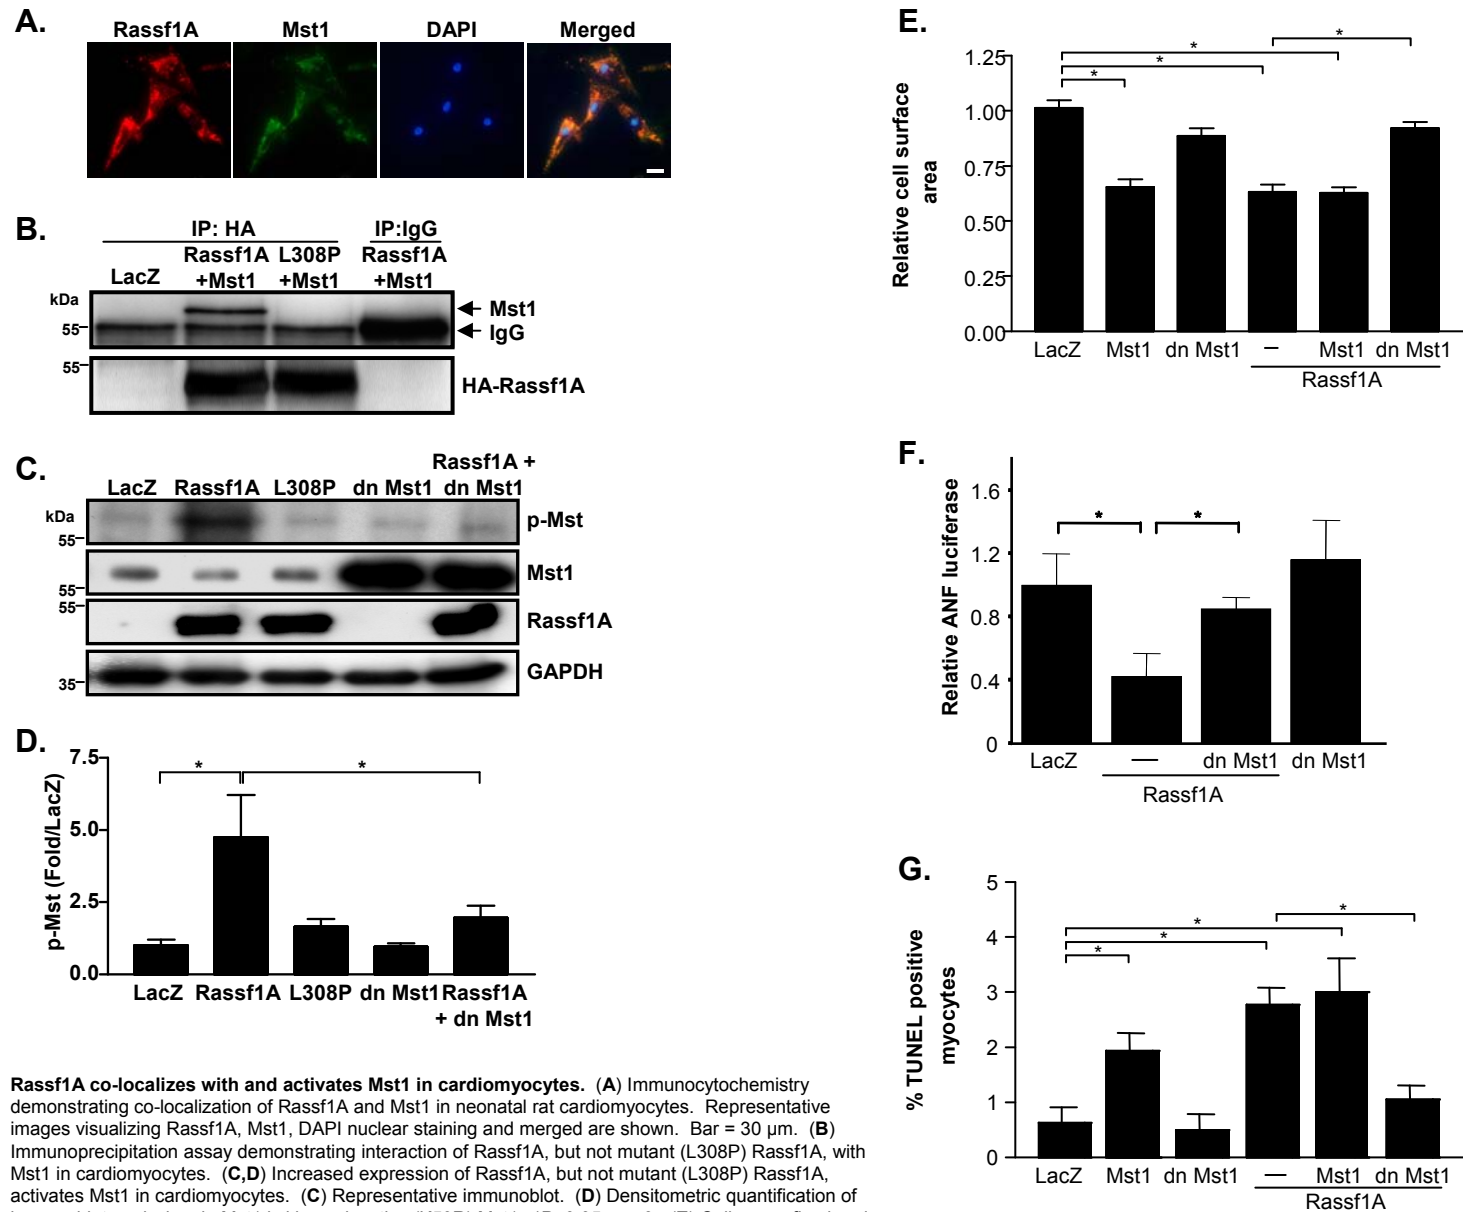 A.
Rassf1A Mst1 DAPI Merged
B.
IP: HA IP:IgG
LacZ Rassf1A +Mst1 L308P +Mst1 Rassf1A +Mst1
kDa
55
Mst1
IgG
55
HA-Rassf1A
C.
LacZ Rassf1A L308P dn Mst1 Rassf1A + dn Mst1
kDa
55
p-Mst
55
Mst1
55
Rassf1A
35
GAPDH
D.
p-Mst (Fold/LacZ)
7.5
5.0
2.5
0.0
* *
LacZ Rassf1A L308P dn Mst1 Rassf1A + dn Mst1
Rassf1A co-localizes with and activates Mst1 in cardiomyocytes. (A) Immunocytochemistry
demonstrating co-localization of Rassf1A and Mst1 in neonatal rat cardiomyocytes. Representative
images visualizing Rassf1A, Mst1, DAPI nuclear staining and merged are shown. Bar = 30 μm. (B)
Immunoprecipitation assay demonstrating interaction of Rassf1A, but not mutant (L308P) Rassf1A, with
Mst1 in cardiomyocytes. (C,D) Increased expression of Rassf1A, but not mutant (L308P) Rassf1A,
activates Mst1 in cardiomyocytes. (C) Representative immunoblot. (D) Densitometric quantification of
E.
Relative cell surface area
1.25
1.00
0.75
0.50
0.25
0.00
* * * *
LacZ Mst1 dn Mst1 – Mst1 dn Mst1
Rassf1A
F.
Relative ANF luciferase
1.6
1.2
0.8
0.4
0
* *
LacZ — dn Mst1 dn Mst1
Rassf1A
G.
% TUNEL positive myocytes
5
4
3
2
1
0
* * * *
LacZ Mst1 dn Mst1 — Mst1 dn Mst1
Rassf1A